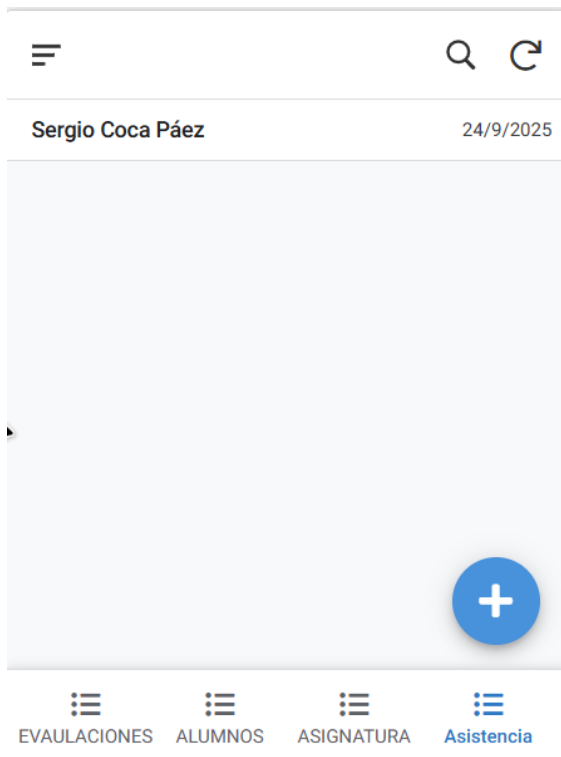 Sergio Coca Páez 24/9/2025
EVAULACIONES ALUMNOS ASIGNATURA Asistencia